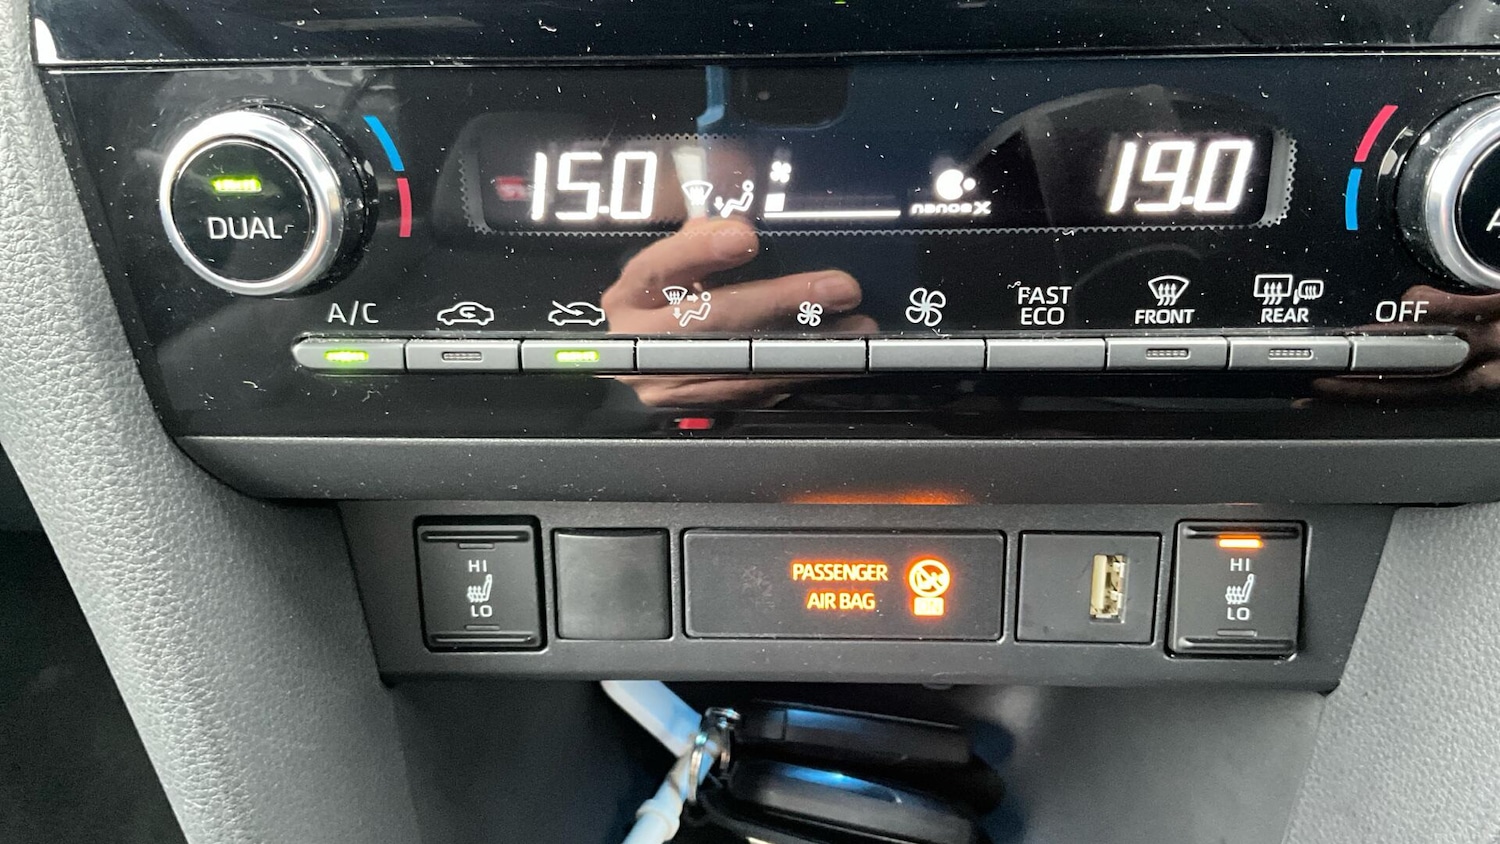 15.0
nanoe X
19.0
DUAL
A/C
FAST
ECO
FRONT
REAR
OFF
HI
LO
PASSENGER
AIR BAG
HI
LO